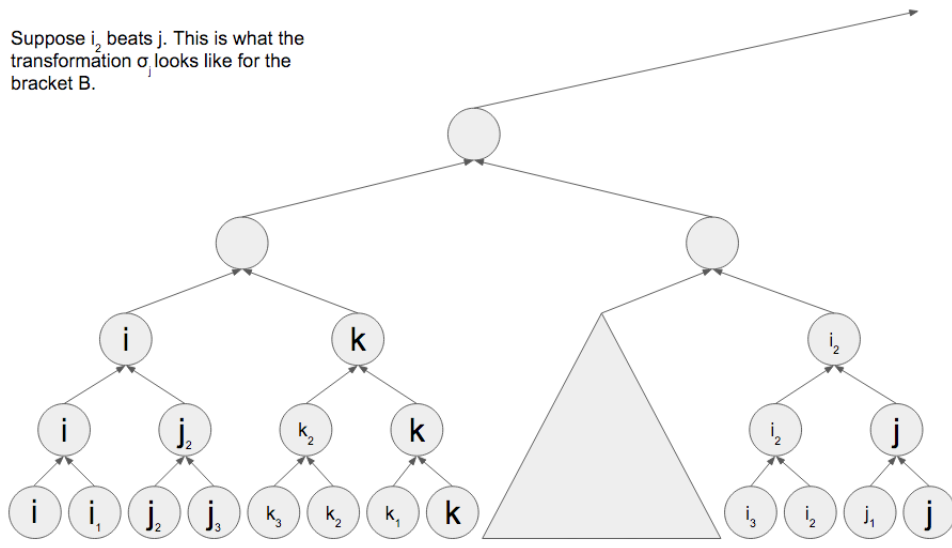 Suppose i₂ beats j. This is what the
transformation σⱼ looks like for the
bracket B.
i k i₂
i j₂ k₂ k i₂ j
i i₁ j₂ j₃ k₃ k₂ k₁ k i₃ i₂ j₁ j